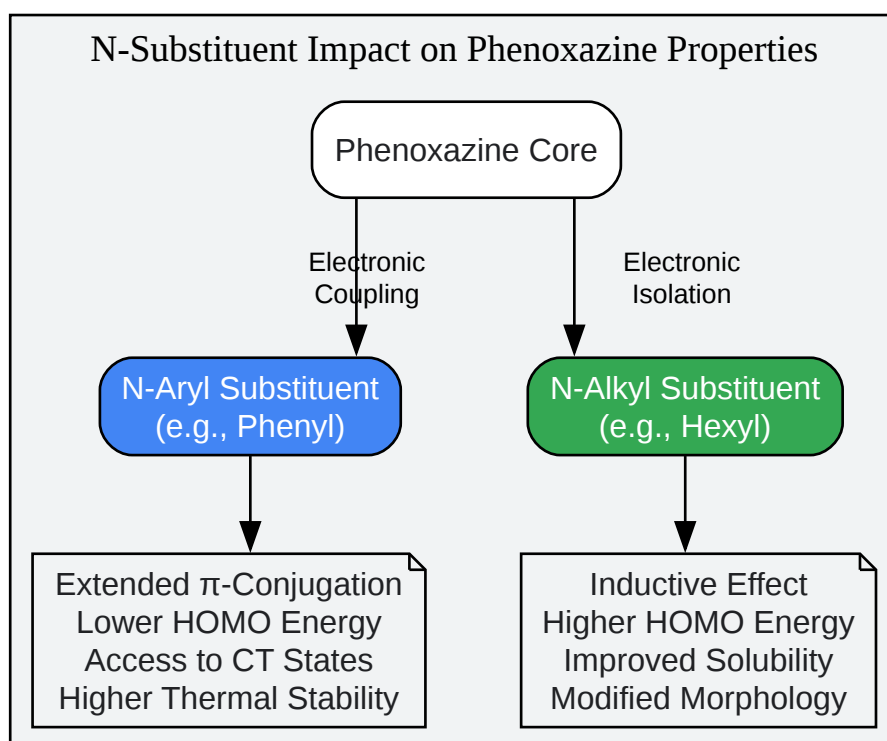 N-Substituent Impact on Phenoxazine Properties
Phenoxazine Core
Electronic
Coupling
Electronic
Isolation
N-Aryl Substituent
(e.g., Phenyl)
N-Alkyl Substituent
(e.g., Hexyl)
Extended π-Conjugation
Lower HOMO Energy
Access to CT States
Higher Thermal Stability
Inductive Effect
Higher HOMO Energy
Improved Solubility
Modified Morphology